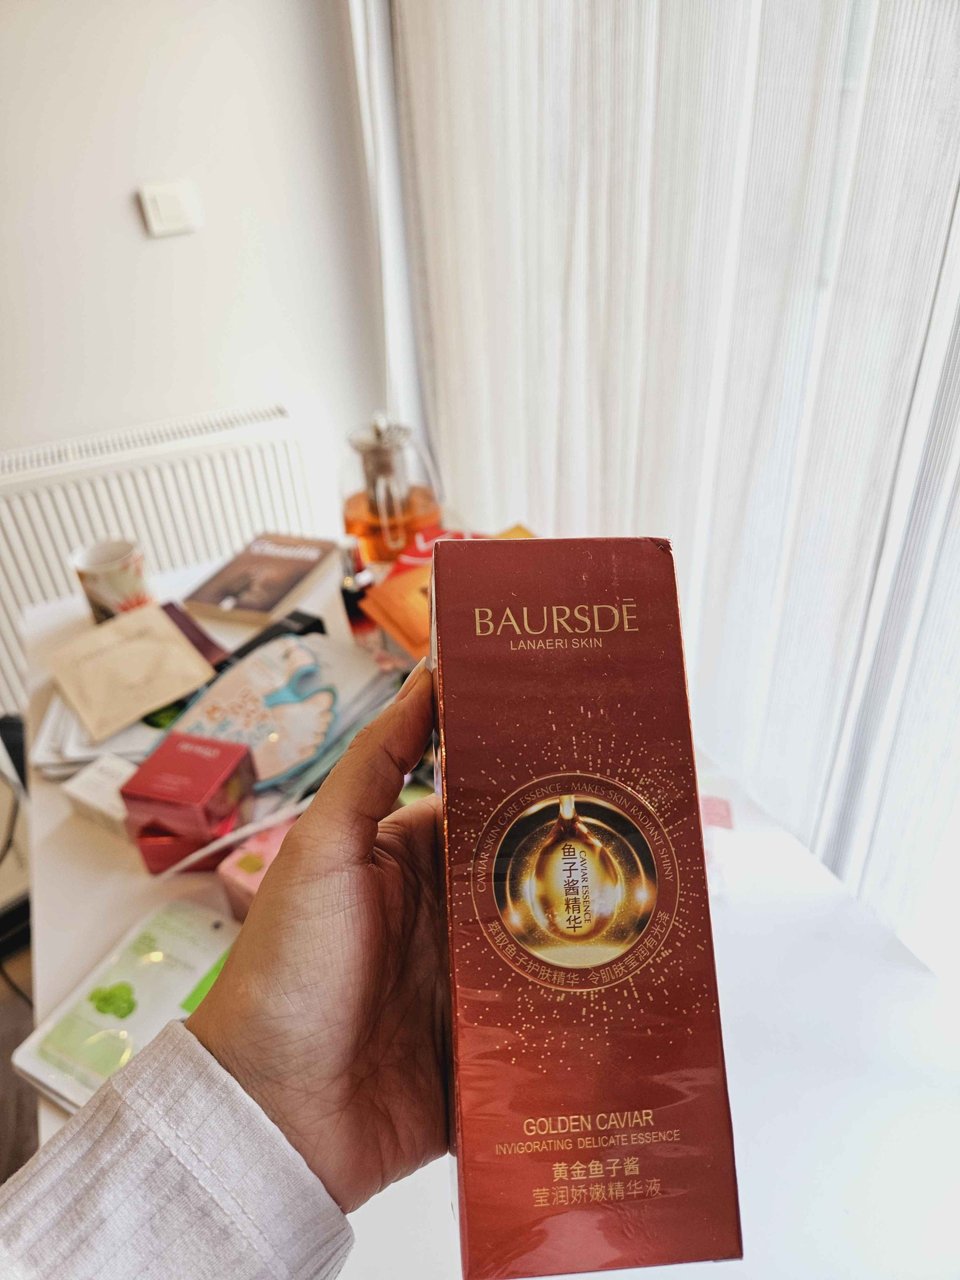 BAURSDĒ
LANAERI SKIN
CAVIAR SKIN CARE ESSENCE · MAKES SKIN RADIANT SHINY
鱼子酱精华
CAVIAR ESSENCE
萃取鱼子护肤精华 · 令肌肤莹润有光泽
GOLDEN CAVIAR
INVIGORATING DELICATE ESSENCE
黄金鱼子酱
莹润娇嫩精华液